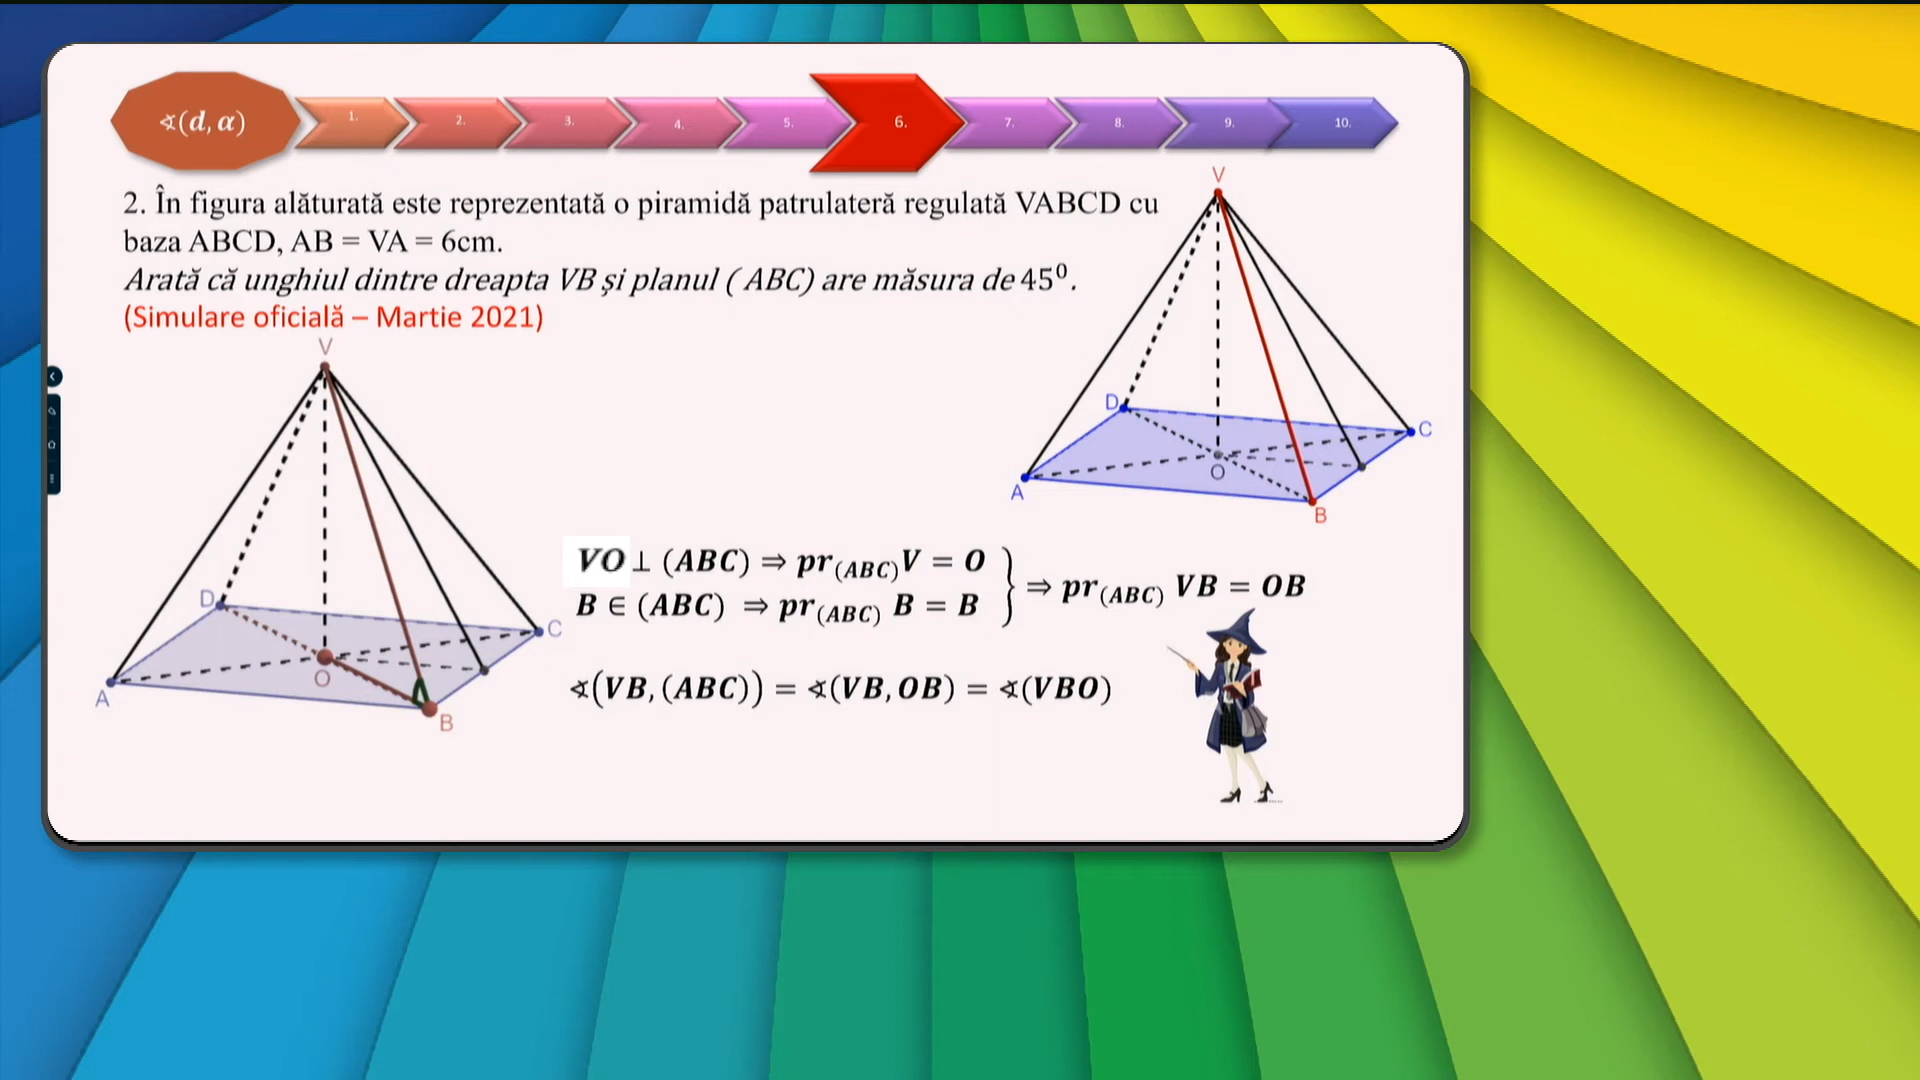 ∢(d, α)
1.
2.
3.
4.
5.
6.
7.
8.
9.
10.
2. În figura alăturată este reprezentată o piramidă patrulateră regulată VABCD cu
baza ABCD, AB = VA = 6cm.
Arată că unghiul dintre dreapta VB și planul ( ABC) are măsura de 45⁰.
(Simulare oficială – Martie 2021)
V
D
C
O
A
B
V
D
C
O
A
B
VO ⊥ (ABC) ⇒ pr₍ABC₎V = O
B ∈ (ABC) ⇒ pr₍ABC₎ B = B
⇒ pr₍ABC₎ VB = OB
∢(VB, (ABC)) = ∢(VB, OB) = ∢(VBO)